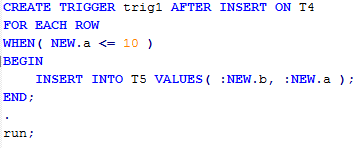 CREATE TRIGGER trig1 AFTER INSERT ON T4
FOR EACH ROW
WHEN( NEW.a <= 10 )
BEGIN
INSERT INTO T5 VALUES( :NEW.b, :NEW.a );
END;
.
run;